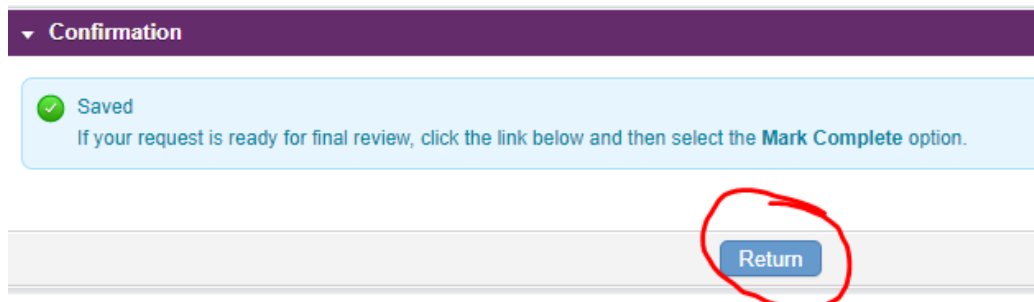 Confirmation
Saved
If your request is ready for final review, click the link below and then select the Mark Complete option.
Return